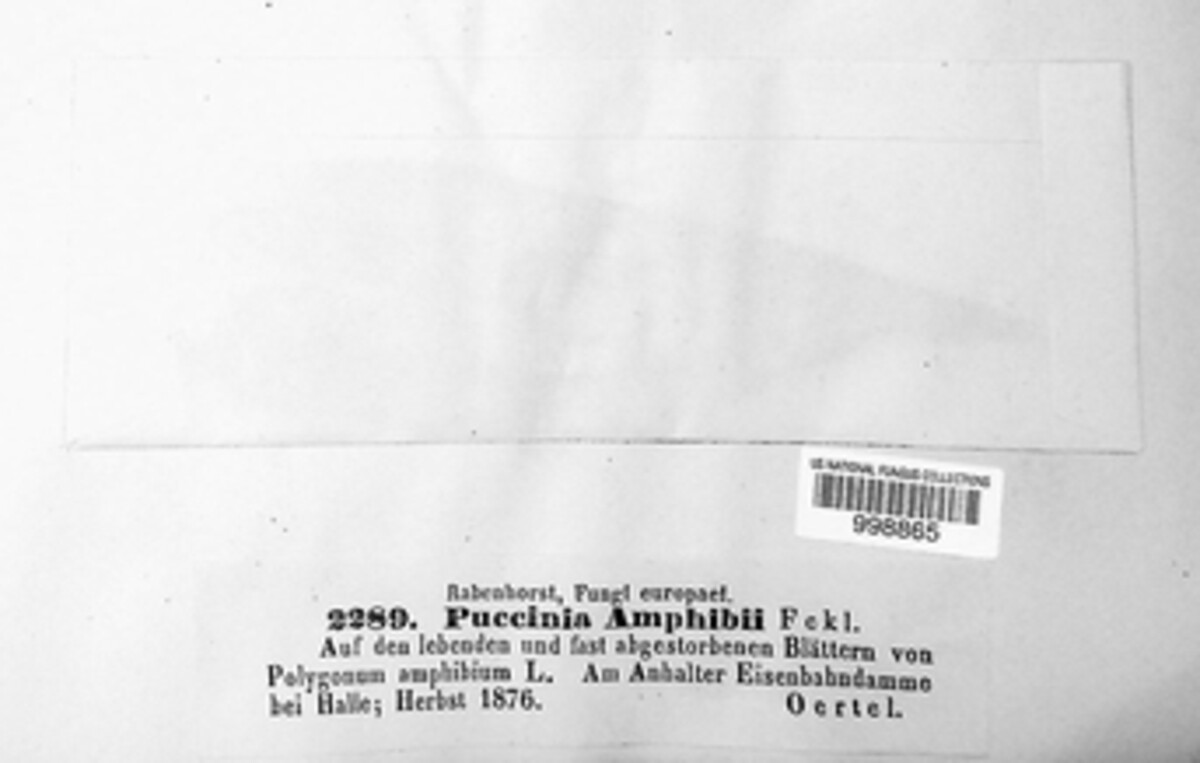 US NATIONAL FUNGUS COLLECTIONS
998865
Rabenhorst, Fungi europaei.
2289. Puccinia Amphibii Fckl.
Auf den lebenden und fast abgestorbenen Blättern von
Polygonum amphibium L. Am Anhalter Eisenbahndamme
bei Halle; Herbst 1876. Oertel.